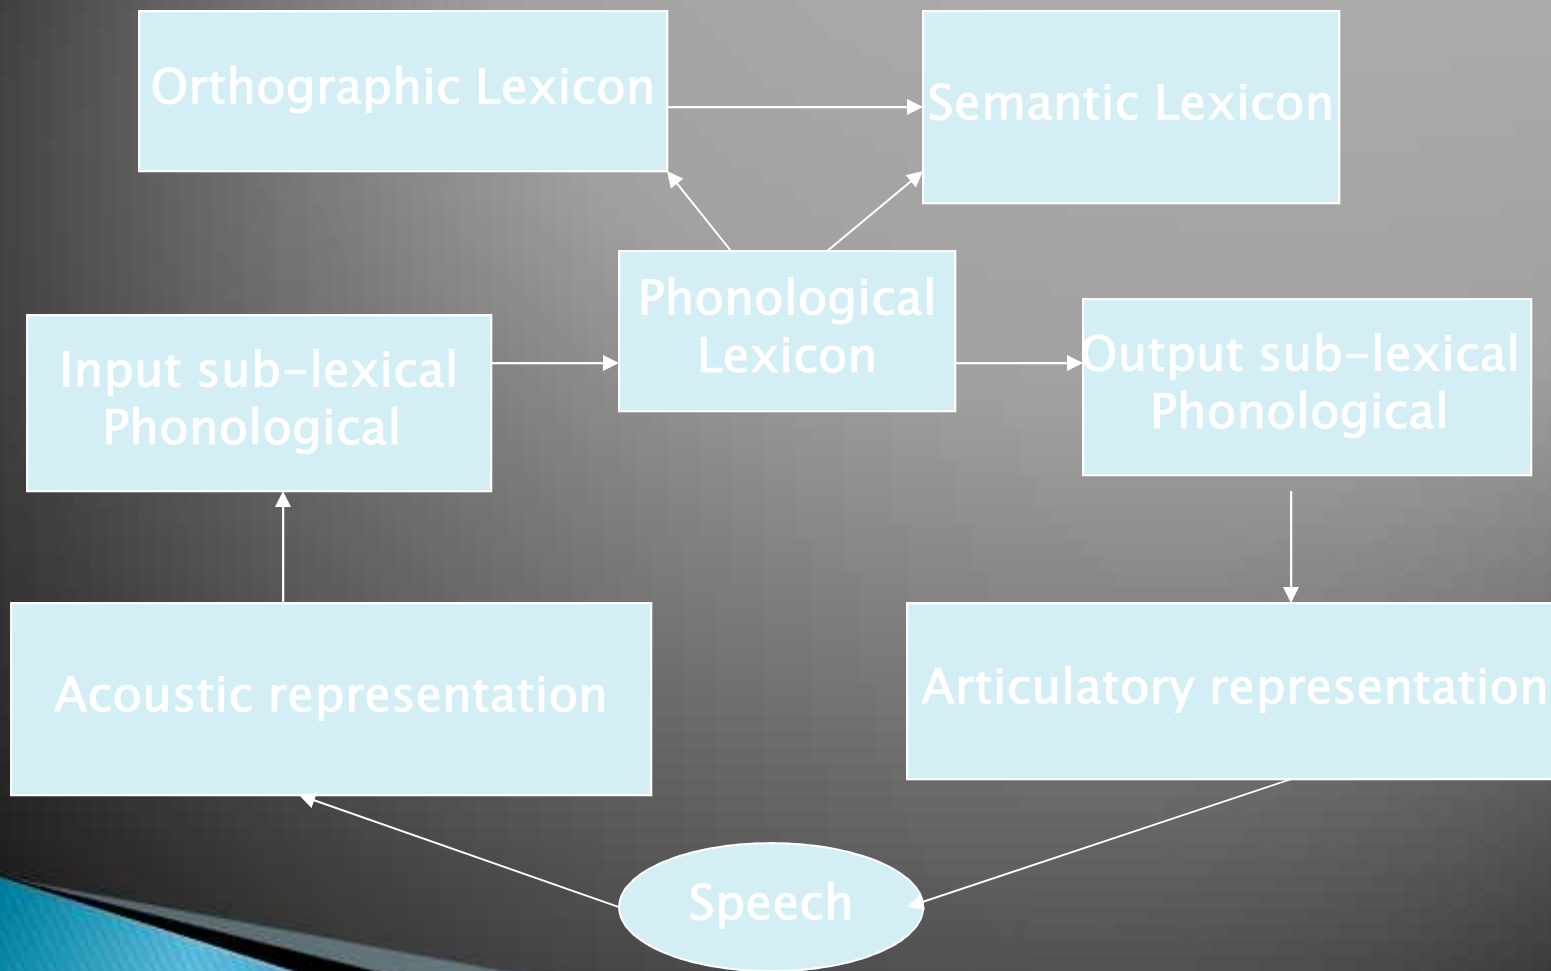 Orthographic Lexicon
Semantic Lexicon
Phonological
Lexicon
Input sub-lexical
Phonological
Output sub-lexical
Phonological
Acoustic representation
Articulatory representation
Speech